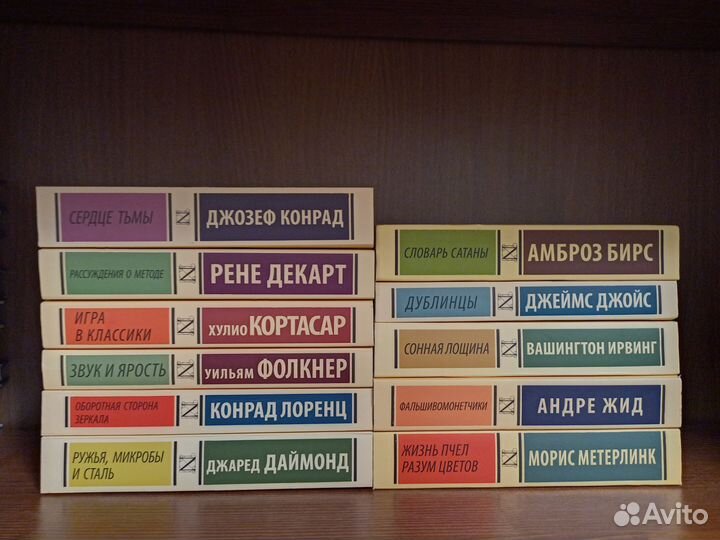 СЕРДЦЕ ТЬМЫ
ДЖОЗЕФ КОНРАД
РАССУЖДЕНИЯ О МЕТОДЕ
РЕНЕ ДЕКАРТ
ИГРА
В КЛАССИКИ
ХУЛИО КОРТАСАР
ЗВУК И ЯРОСТЬ
УИЛЬЯМ ФОЛКНЕР
ОБОРОТНАЯ СТОРОНА
ЗЕРКАЛА
КОНРАД ЛОРЕНЦ
РУЖЬЯ, МИКРОБЫ
И СТАЛЬ
ДЖАРЕД ДАЙМОНД
СЛОВАРЬ САТАНЫ
АМБРОЗ БИРС
ДУБЛИНЦЫ
ДЖЕЙМС ДЖОЙС
СОННАЯ ЛОЩИНА
ВАШИНГТОН ИРВИНГ
ФАЛЬШИВОМОНЕТЧИКИ
АНДРЕ ЖИД
ЖИЗНЬ ПЧЕЛ
РАЗУМ ЦВЕТОВ
МОРИС МЕТЕРЛИНК
Avito